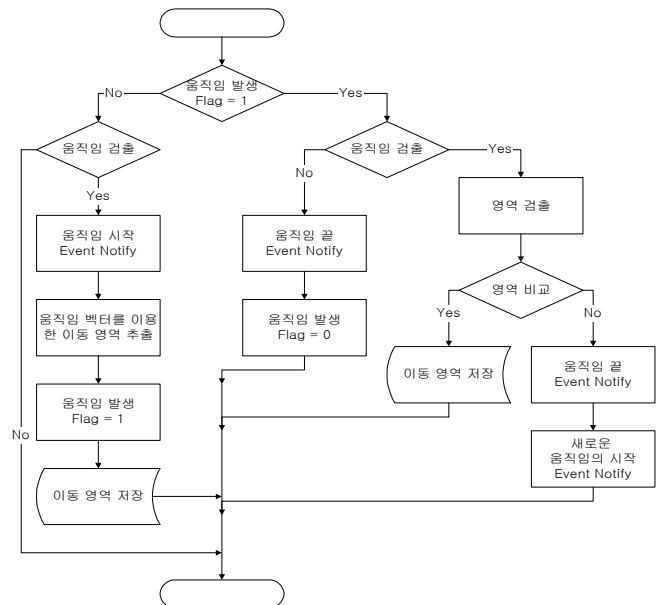 움직임 발생
Flag = 1
No
Yes
움직임 검출
움직임 검출
Yes
No
Yes
영역 검출
움직임 시작
Event Notify
움직임 끝
Event Notify
영역 비교
Yes
No
움직임 벡터를 이용
한 이동 영역 추출
움직임 발생
Flag = 0
이동 영역 저장
움직임 끝
Event Notify
움직임 발생
Flag = 1
No
새로운
움직임의 시작
Event Notify
이동 영역 저장